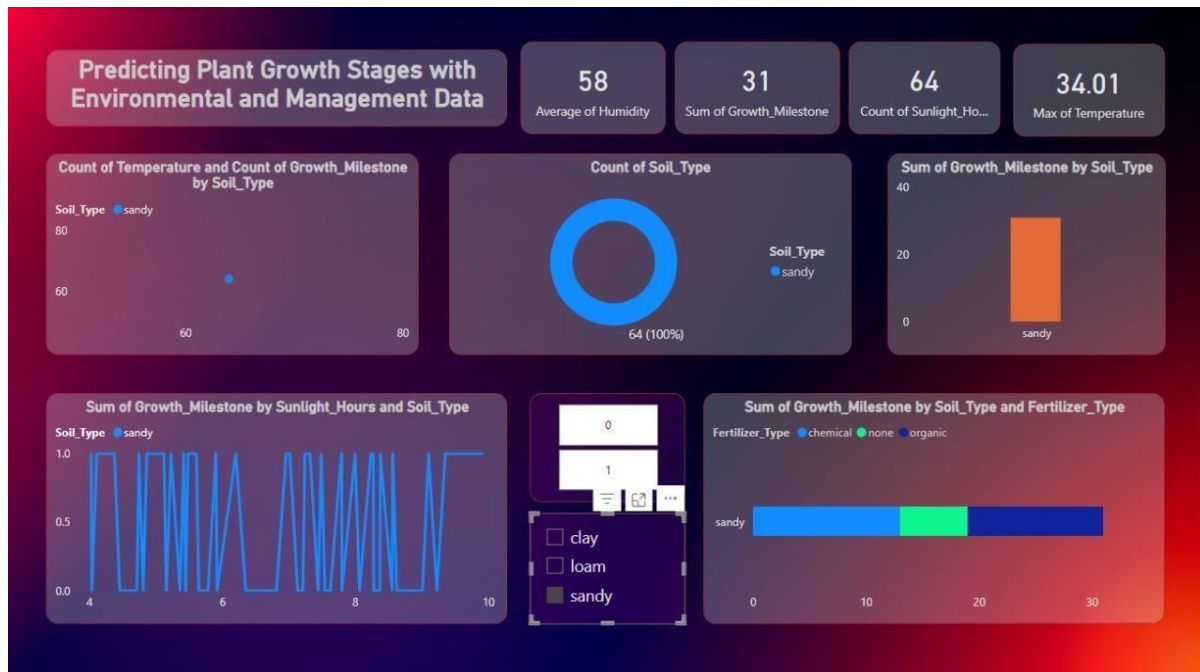 Predicting Plant Growth Stages with
Environmental and Management Data
58
Average of Humidity
31
Sum of Growth_Milestone
64
Count of Sunlight_Ho...
34.01
Max of Temperature
Count of Temperature and Count of Growth_Milestone
by Soil_Type
Soil_Type sandy
80
60
60 80
Count of Soil_Type
Soil_Type
sandy
64 (100%)
Sum of Growth_Milestone by Soil_Type
40
20
0
sandy
Sum of Growth_Milestone by Sunlight_Hours and Soil_Type
Soil_Type sandy
1.0
0.5
0.0
4 6 8 10
0
1
clay
loam
sandy
Sum of Growth_Milestone by Soil_Type and Fertilizer_Type
Fertilizer_Type chemical none organic
sandy
0 10 20 30